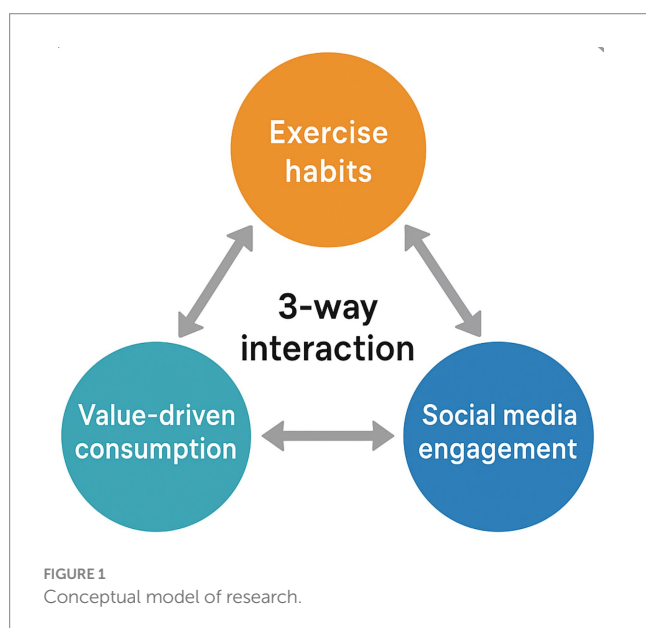 Exercise
habits
3-way
interaction
Value-driven
consumption
Social media
engagement
FIGURE 1
Conceptual model of research.